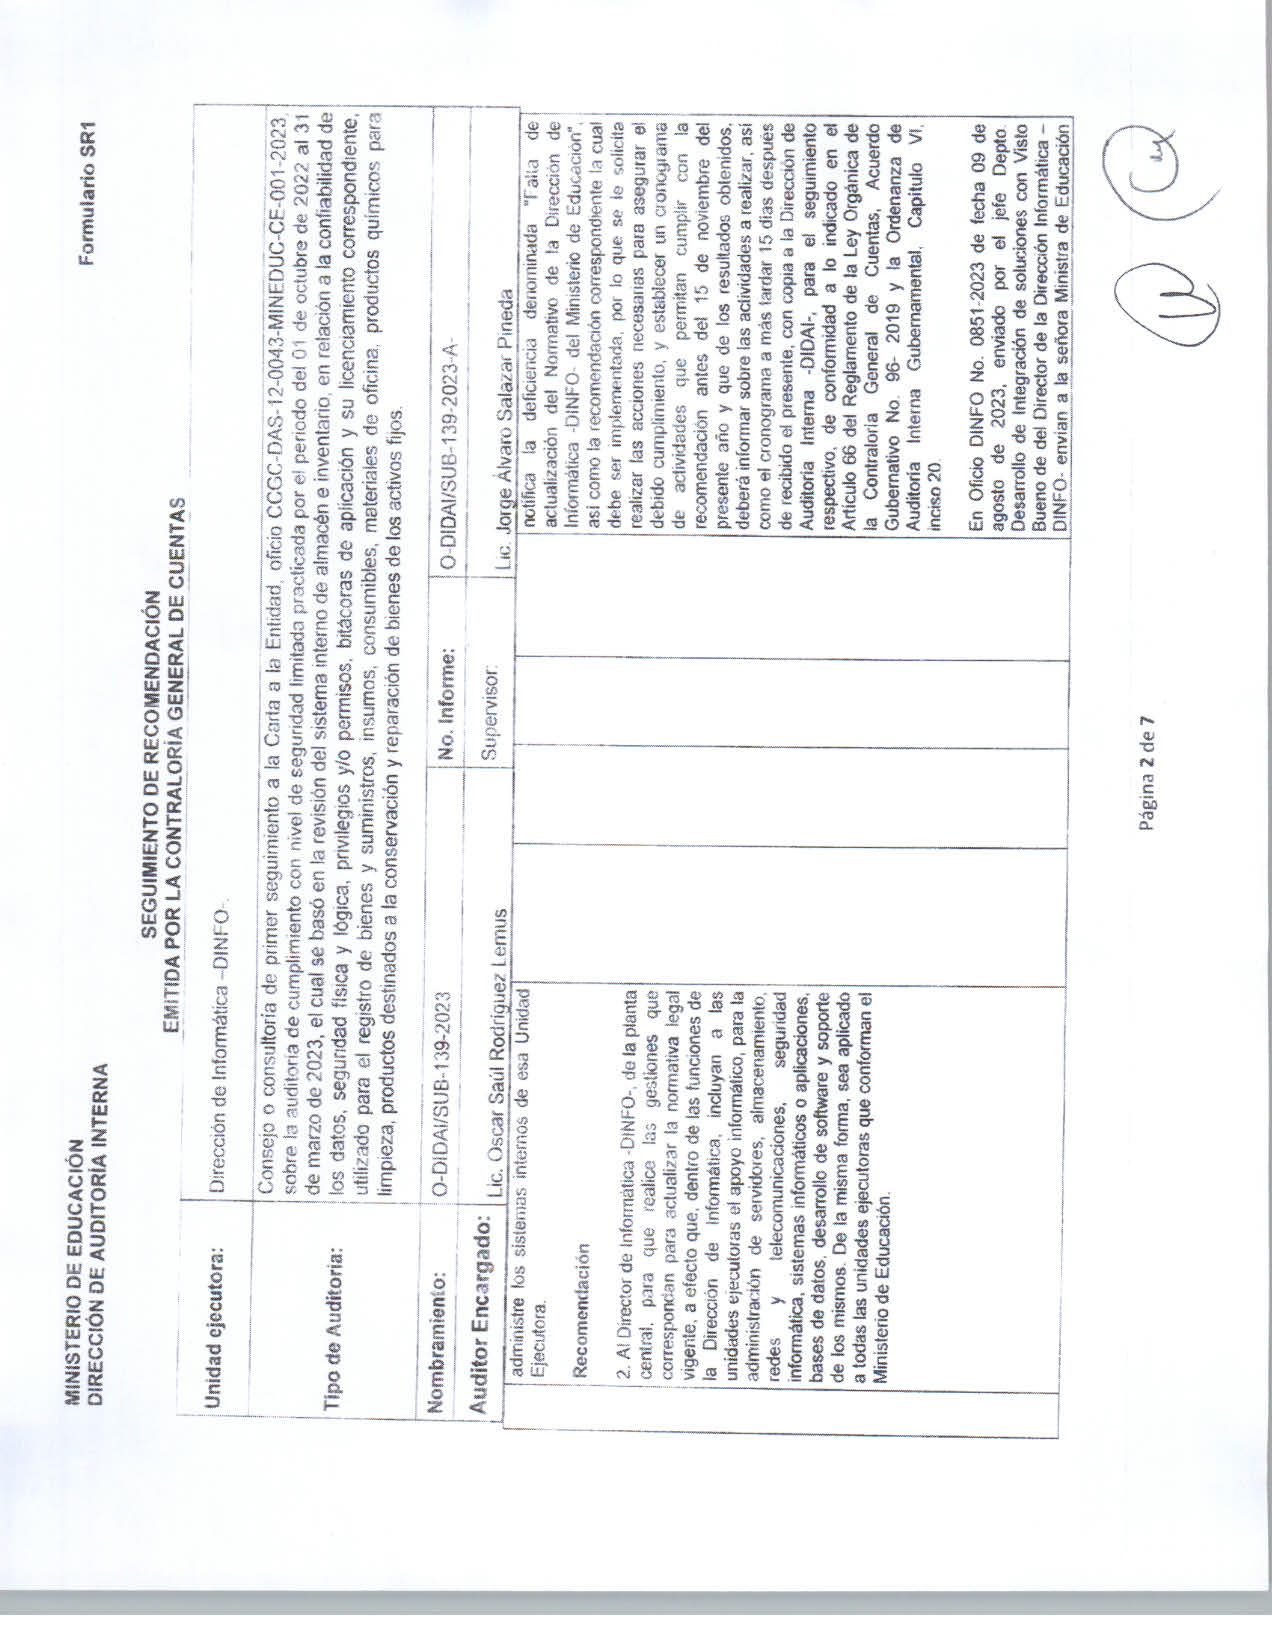 MINISTERIO DE EDUCACIÓN
DIRECCIÓN DE AUDITORÍA INTERNA
Formulario SR1
SEGUIMIENTO DE RECOMENDACIÓN
EMITIDA POR LA CONTRALORÍA GENERAL DE CUENTAS
Unidad ejecutora:
Dirección de Informática –DINFO-.
Tipo de Auditoria:
Consejo o consultoría de primer seguimiento a la Carta a la Entidad, oficio CCGC-DAS-12-0043-MINEDUC-CE-001-2023,
sobre la auditoria de cumplimiento con nivel de seguridad limitada practicada por el periodo del 01 de octubre de 2022 al 31
de marzo de 2023, el cual se basó en la revisión del sistema interno de almacén e inventario, en relación a la confiabilidad de
los datos, seguridad física y lógica, privilegios y/o permisos, bitácoras de aplicación y su licenciamiento correspondiente,
utilizado para el registro de bienes y suministros, insumos, consumibles, materiales de oficina, productos químicos para
limpieza, productos destinados a la conservación y reparación de bienes de los activos fijos.
Nombramiento:
O-DIDAI/SUB-139-2023
No. Informe:
O-DIDAI/SUB-139-2023-A-
Auditor Encargado:
Lic. Oscar Saúl Rodríguez Lemus
Supervisor:
Lic. Jorge Álvaro Salazar Pineda
administre los sistemas internos de esa Unidad
Ejecutora.
Recomendación
2. Al Director de Informática -DINFO-, de la planta
central, para que realice las gestiones que
correspondan para actualizar la normativa legal
vigente, a efecto que, dentro de las funciones de
la Dirección de Informática, incluyan a las
unidades ejecutoras el apoyo informático, para la
administración de servidores, almacenamiento,
redes y telecomunicaciones, seguridad
informática, sistemas informáticos o aplicaciones,
bases de datos, desarrollo de software y soporte
de los mismos. De la misma forma, sea aplicado
a todas las unidades ejecutoras que conforman el
Ministerio de Educación.
notifica la deficiencia denominada "Falta de
actualización del Normativo de la Dirección de
Informática -DINFO- del Ministerio de Educación",
así como la recomendación correspondiente la cual
debe ser implementada, por lo que se le solicita
realizar las acciones necesarias para asegurar el
debido cumplimiento, y establecer un cronograma
de actividades que permitan cumplir con la
recomendación antes del 15 de noviembre del
presente año y que de los resultados obtenidos,
deberá informar sobre las actividades a realizar, así
como el cronograma a más tardar 15 días después
de recibido el presente, con copia a la Dirección de
Auditoría Interna -DIDAI-, para el seguimiento
respectivo, de conformidad a lo indicado en el
Artículo 66 del Reglamento de la Ley Orgánica de
la Contraloría General de Cuentas, Acuerdo
Gubernativo No. 96- 2019 y la Ordenanza de
Auditoría Interna Gubernamental, Capítulo VI,
inciso 20.
En Oficio DINFO No. 0851-2023 de fecha 09 de
agosto de 2023, enviado por el jefe Depto.
Desarrollo de Integración de soluciones con Visto
Bueno de del Director de la Dirección Informática –
DINFO- envían a la señora Ministra de Educación
Página 2 de 7